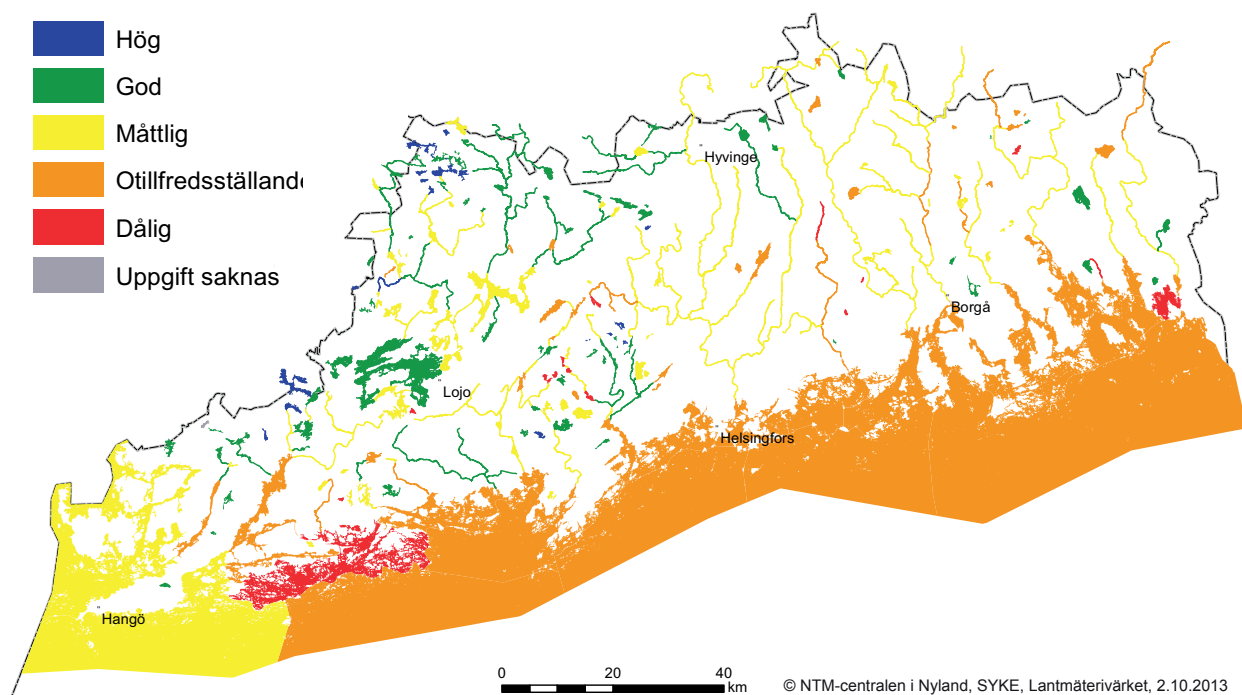 Hög
God
Måttlig
Otillfredsställande
Dålig
Uppgift saknas
Hyvinge
Borgå
Lojo
Helsingfors
Hangö
0 20 40
km
© NTM-centralen i Nyland, SYKE, Lantmäterivärket, 2.10.2013